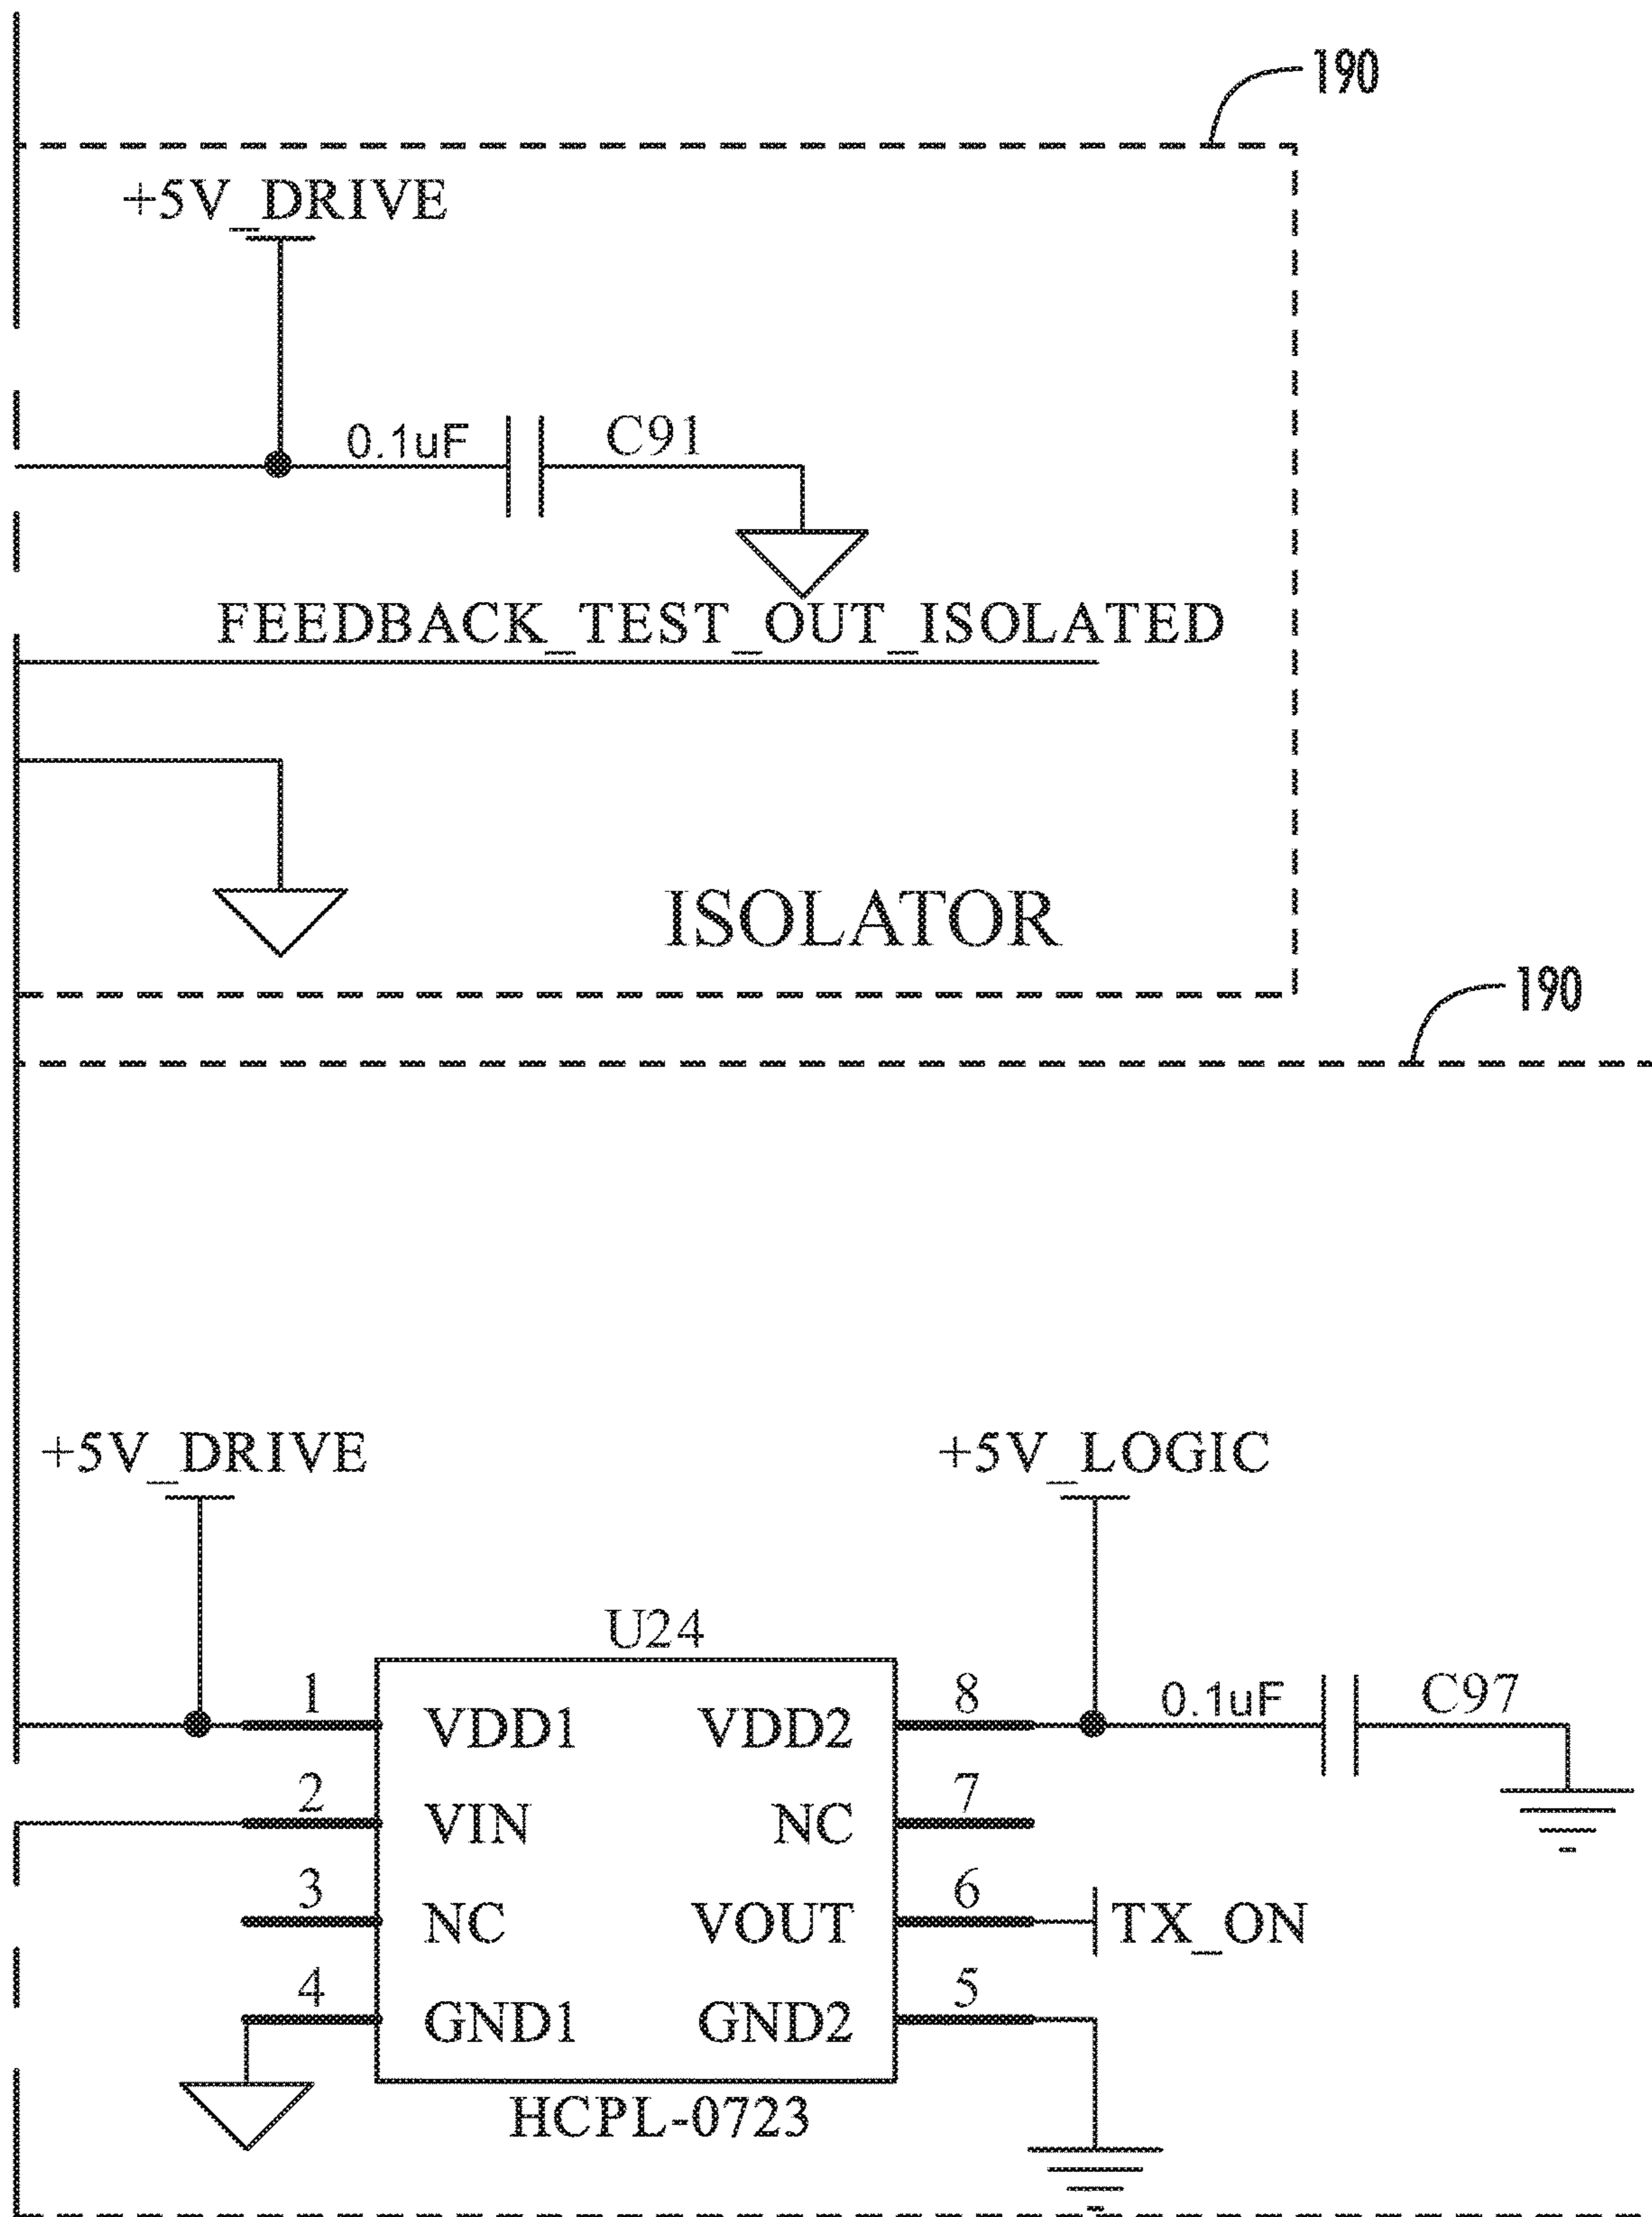 190
+5V_DRIVE
0.1uF
C91
FEEDBACK_TEST_OUT_ISOLATED
ISOLATOR
190
+5V_DRIVE
+5V_LOGIC
U24
1
VDD1
VDD2
8
0.1uF
C97
2
VIN
NC
7
3
NC
VOUT
6
TX_ON
4
GND1
GND2
5
HCPL-0723